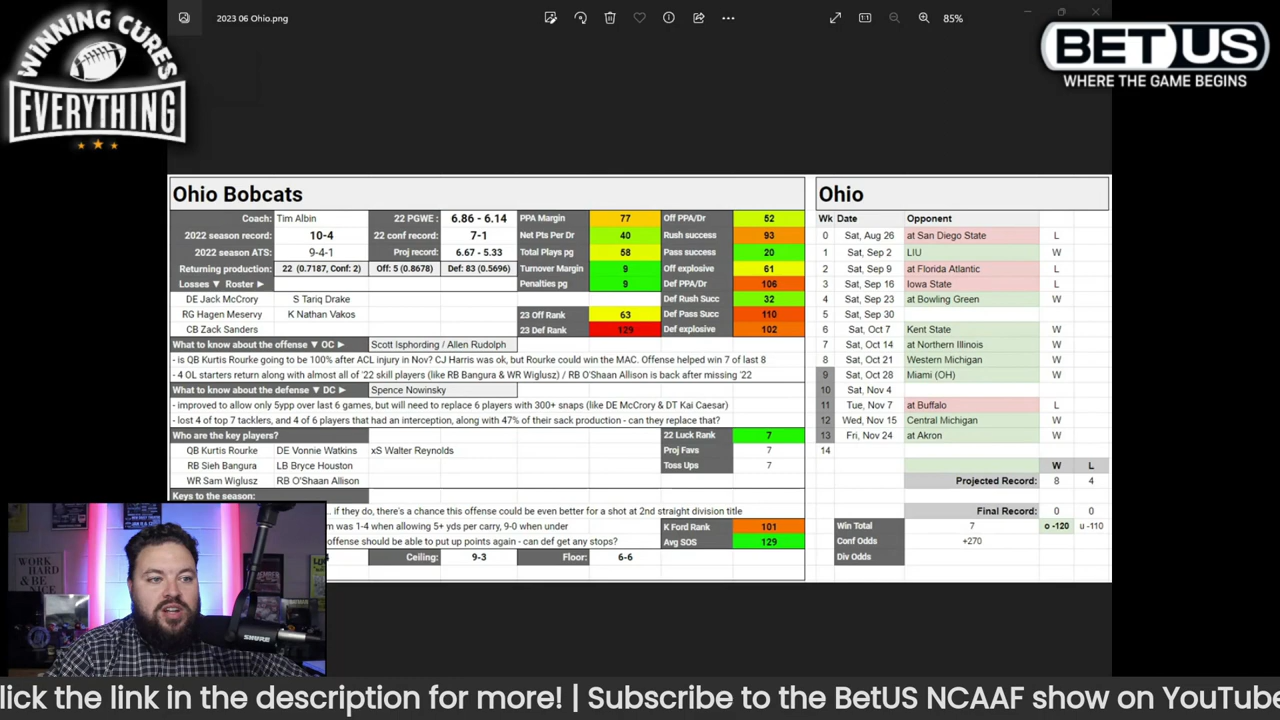 2023 06 Ohio.png
85%
WINNING CURES
EVERYTHING
BETUS
WHERE THE GAME BEGINS
Ohio Bobcats
Coach: Tim Albin 22 PGWE : 6.86 - 6.14 PPA Margin 77 Off PPA/Dr 52
2022 season record: 10-4 22 conf record: 7-1 Net Pts Per Dr 40 Rush success 93
2022 season ATS: 9-4-1 Proj record: 6.67 - 5.33 Total Plays pg 58 Pass success 20
Returning production: 22 (0.7187, Conf: 2) Off: 5 (0.8678) Def: 83 (0.5696) Turnover Margin 9 Off explosive 61
Losses ▼ Roster ► Penalties pg 9 Def PPA/Dr 106
DE Jack McCrory S Tariq Drake Def Rush Succ 32
RG Hagen Meservy K Nathan Vakos 23 Off Rank 63 Def Pass Succ 110
CB Zack Sanders 23 Def Rank 129 Def explosive 102
What to know about the offense ▼ OC ► Scott Isphording / Allen Rudolph
- is QB Kurtis Rourke going to be 100% after ACL injury in Nov? CJ Harris was ok, but Rourke could win the MAC. Offense helped win 7 of last 8
- 4 OL starters return along with almost all of '22 skill players (like RB Bangura & WR Wiglusz) / RB O'Shaan Allison is back after missing '22
What to know about the defense ▼ DC ► Spence Nowinsky
- improved to allow only 5ypp over last 6 games, but will need to replace 6 players with 300+ snaps (like DE McCrory & DT Kai Caesar)
- lost 4 of top 7 tacklers, and 4 of 6 players that had an interception, along with 47% of their sack production - can they replace that?
Who are the key players? 22 Luck Rank 7
QB Kurtis Rourke DE Vonnie Watkins xS Walter Reynolds Proj Favs 7
RB Sieh Bangura LB Bryce Houston Toss Ups 7
WR Sam Wiglusz RB O'Shaan Allison
Keys to the season:
... if they do, there's a chance this offense could be even better for a shot at 2nd straight division title
m was 1-4 when allowing 5+ yds per carry, 9-0 when under K Ford Rank 101
offense should be able to put up points again - can def get any stops? Avg SOS 129
Ceiling: 9-3 Floor: 6-6
Ohio
Wk Date Opponent
0 Sat, Aug 26 at San Diego State L
1 Sat, Sep 2 LIU W
2 Sat, Sep 9 at Florida Atlantic L
3 Sat, Sep 16 Iowa State L
4 Sat, Sep 23 at Bowling Green W
5 Sat, Sep 30
6 Sat, Oct 7 Kent State W
7 Sat, Oct 14 at Northern Illinois W
8 Sat, Oct 21 Western Michigan W
9 Sat, Oct 28 Miami (OH) W
10 Sat, Nov 4
11 Tue, Nov 7 at Buffalo L
12 Wed, Nov 15 Central Michigan W
13 Fri, Nov 24 at Akron W
14
W L
Projected Record: 8 4
Final Record: 0 0
Win Total 7 o -120 u -110
Conf Odds +270
Div Odds
WORK
HARD &
BE NICE
SHURE
lick the link in the description for more! | Subscribe to the BetUS NCAAF show on YouTube